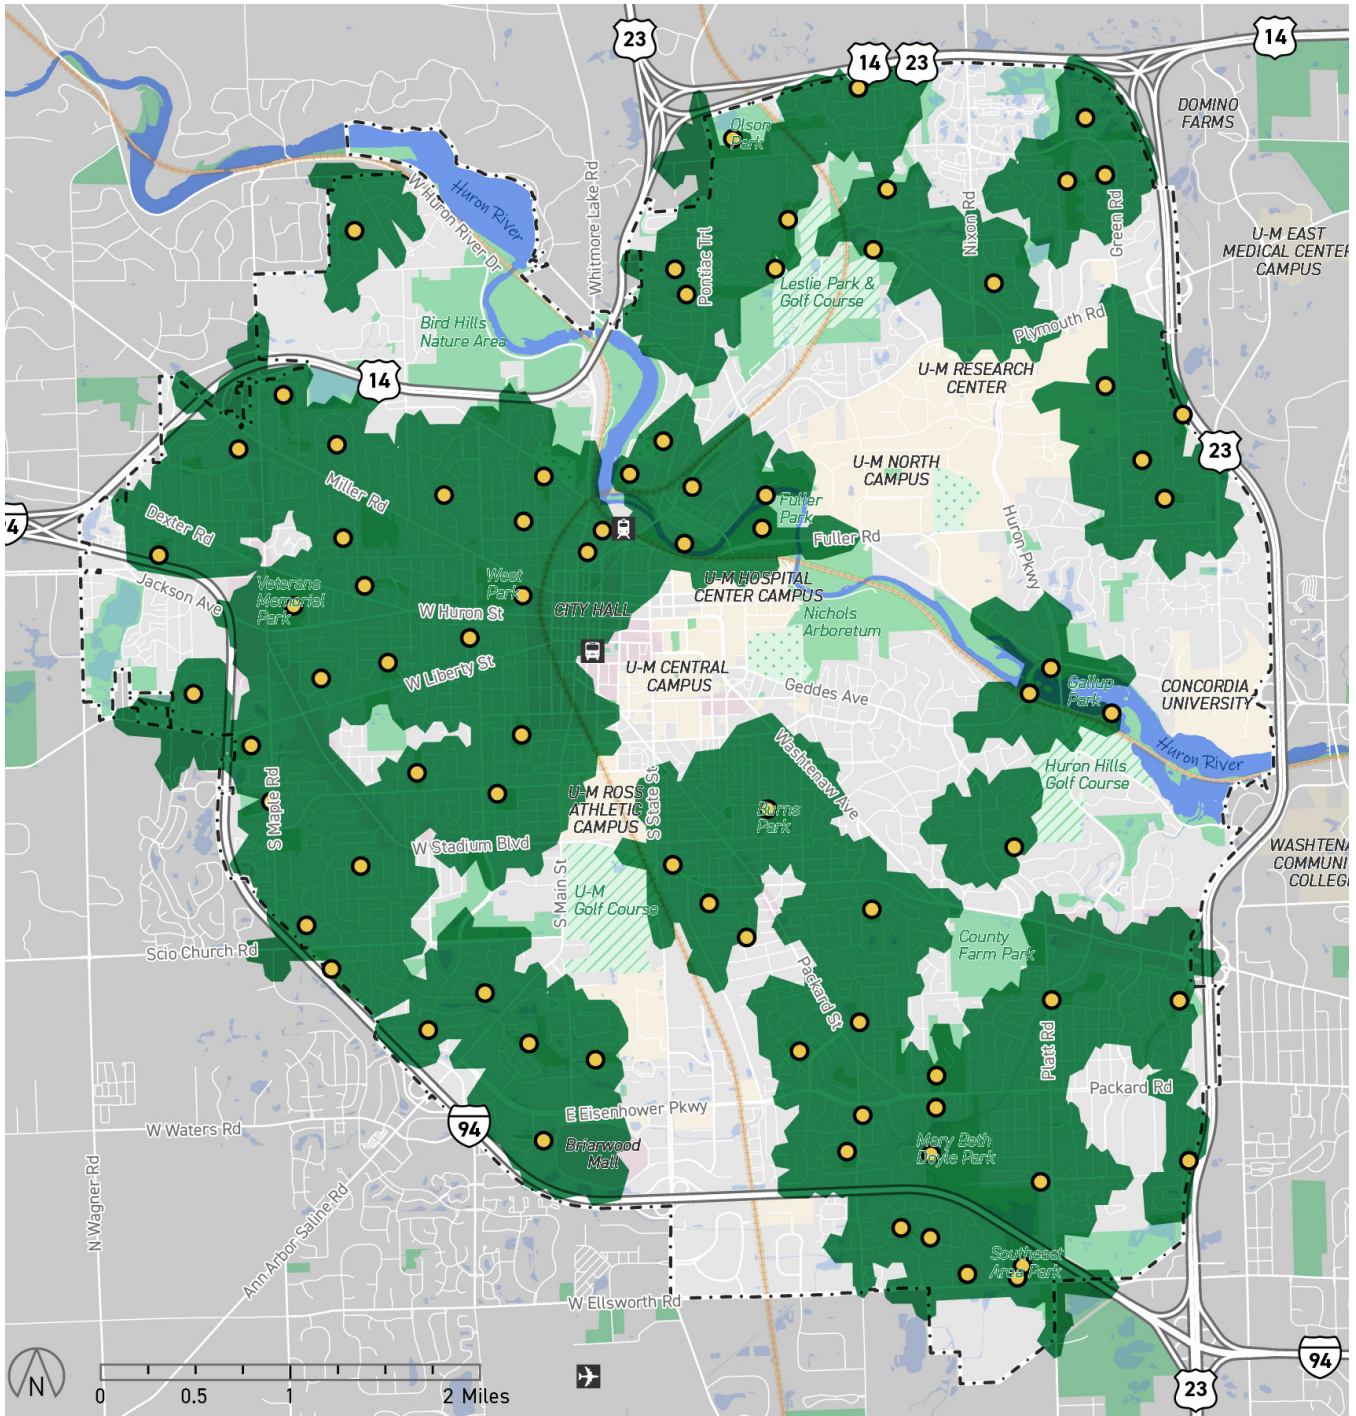 23
14
14
23
DOMINO
FARMS
Olson
Park
Whitmore Lake Rd
Huron River
W Huron River Dr
Nixon Rd
Green Rd
U-M EAST
MEDICAL CENTER
CAMPUS
Pontiac Trl
Leslie Park &
Golf Course
Bird Hills
Nature Area
Plymouth Rd
14
U-M RESEARCH
CENTER
23
U-M NORTH
CAMPUS
Miller Rd
Dexter Rd
4
Fuller
Park
Fuller Rd
Huron Pkwy
Jackson Ave
Veterans
Memorial
Park
West
Park
W Huron St
CITY HALL
U-M HOSPITAL
CENTER CAMPUS
Nichols
Arboretum
W Liberty St
U-M CENTRAL
CAMPUS
Geddes Ave
Gallup
Park
CONCORDIA
UNIVERSITY
Huron River
Washtenaw Ave
Huron Hills
Golf Course
S Maple Rd
U-M ROSS
ATHLETIC
CAMPUS
S State St
Burns
Park
W Stadium Blvd
WASHTENA
COMMUNI
COLLEG
S Main St
U-M
Golf Course
County
Farm Park
Scio Church Rd
Packard St
Platt Rd
Packard Rd
E Eisenhower Pkwy
94
W Waters Rd
Briarwood
Mall
Mary Beth
Doyle Park
N Wagner Rd
Ann Arbor Saline Rd
Southeast
Area Park
W Ellsworth Rd
N
0 0.5 1 2 Miles
94
23